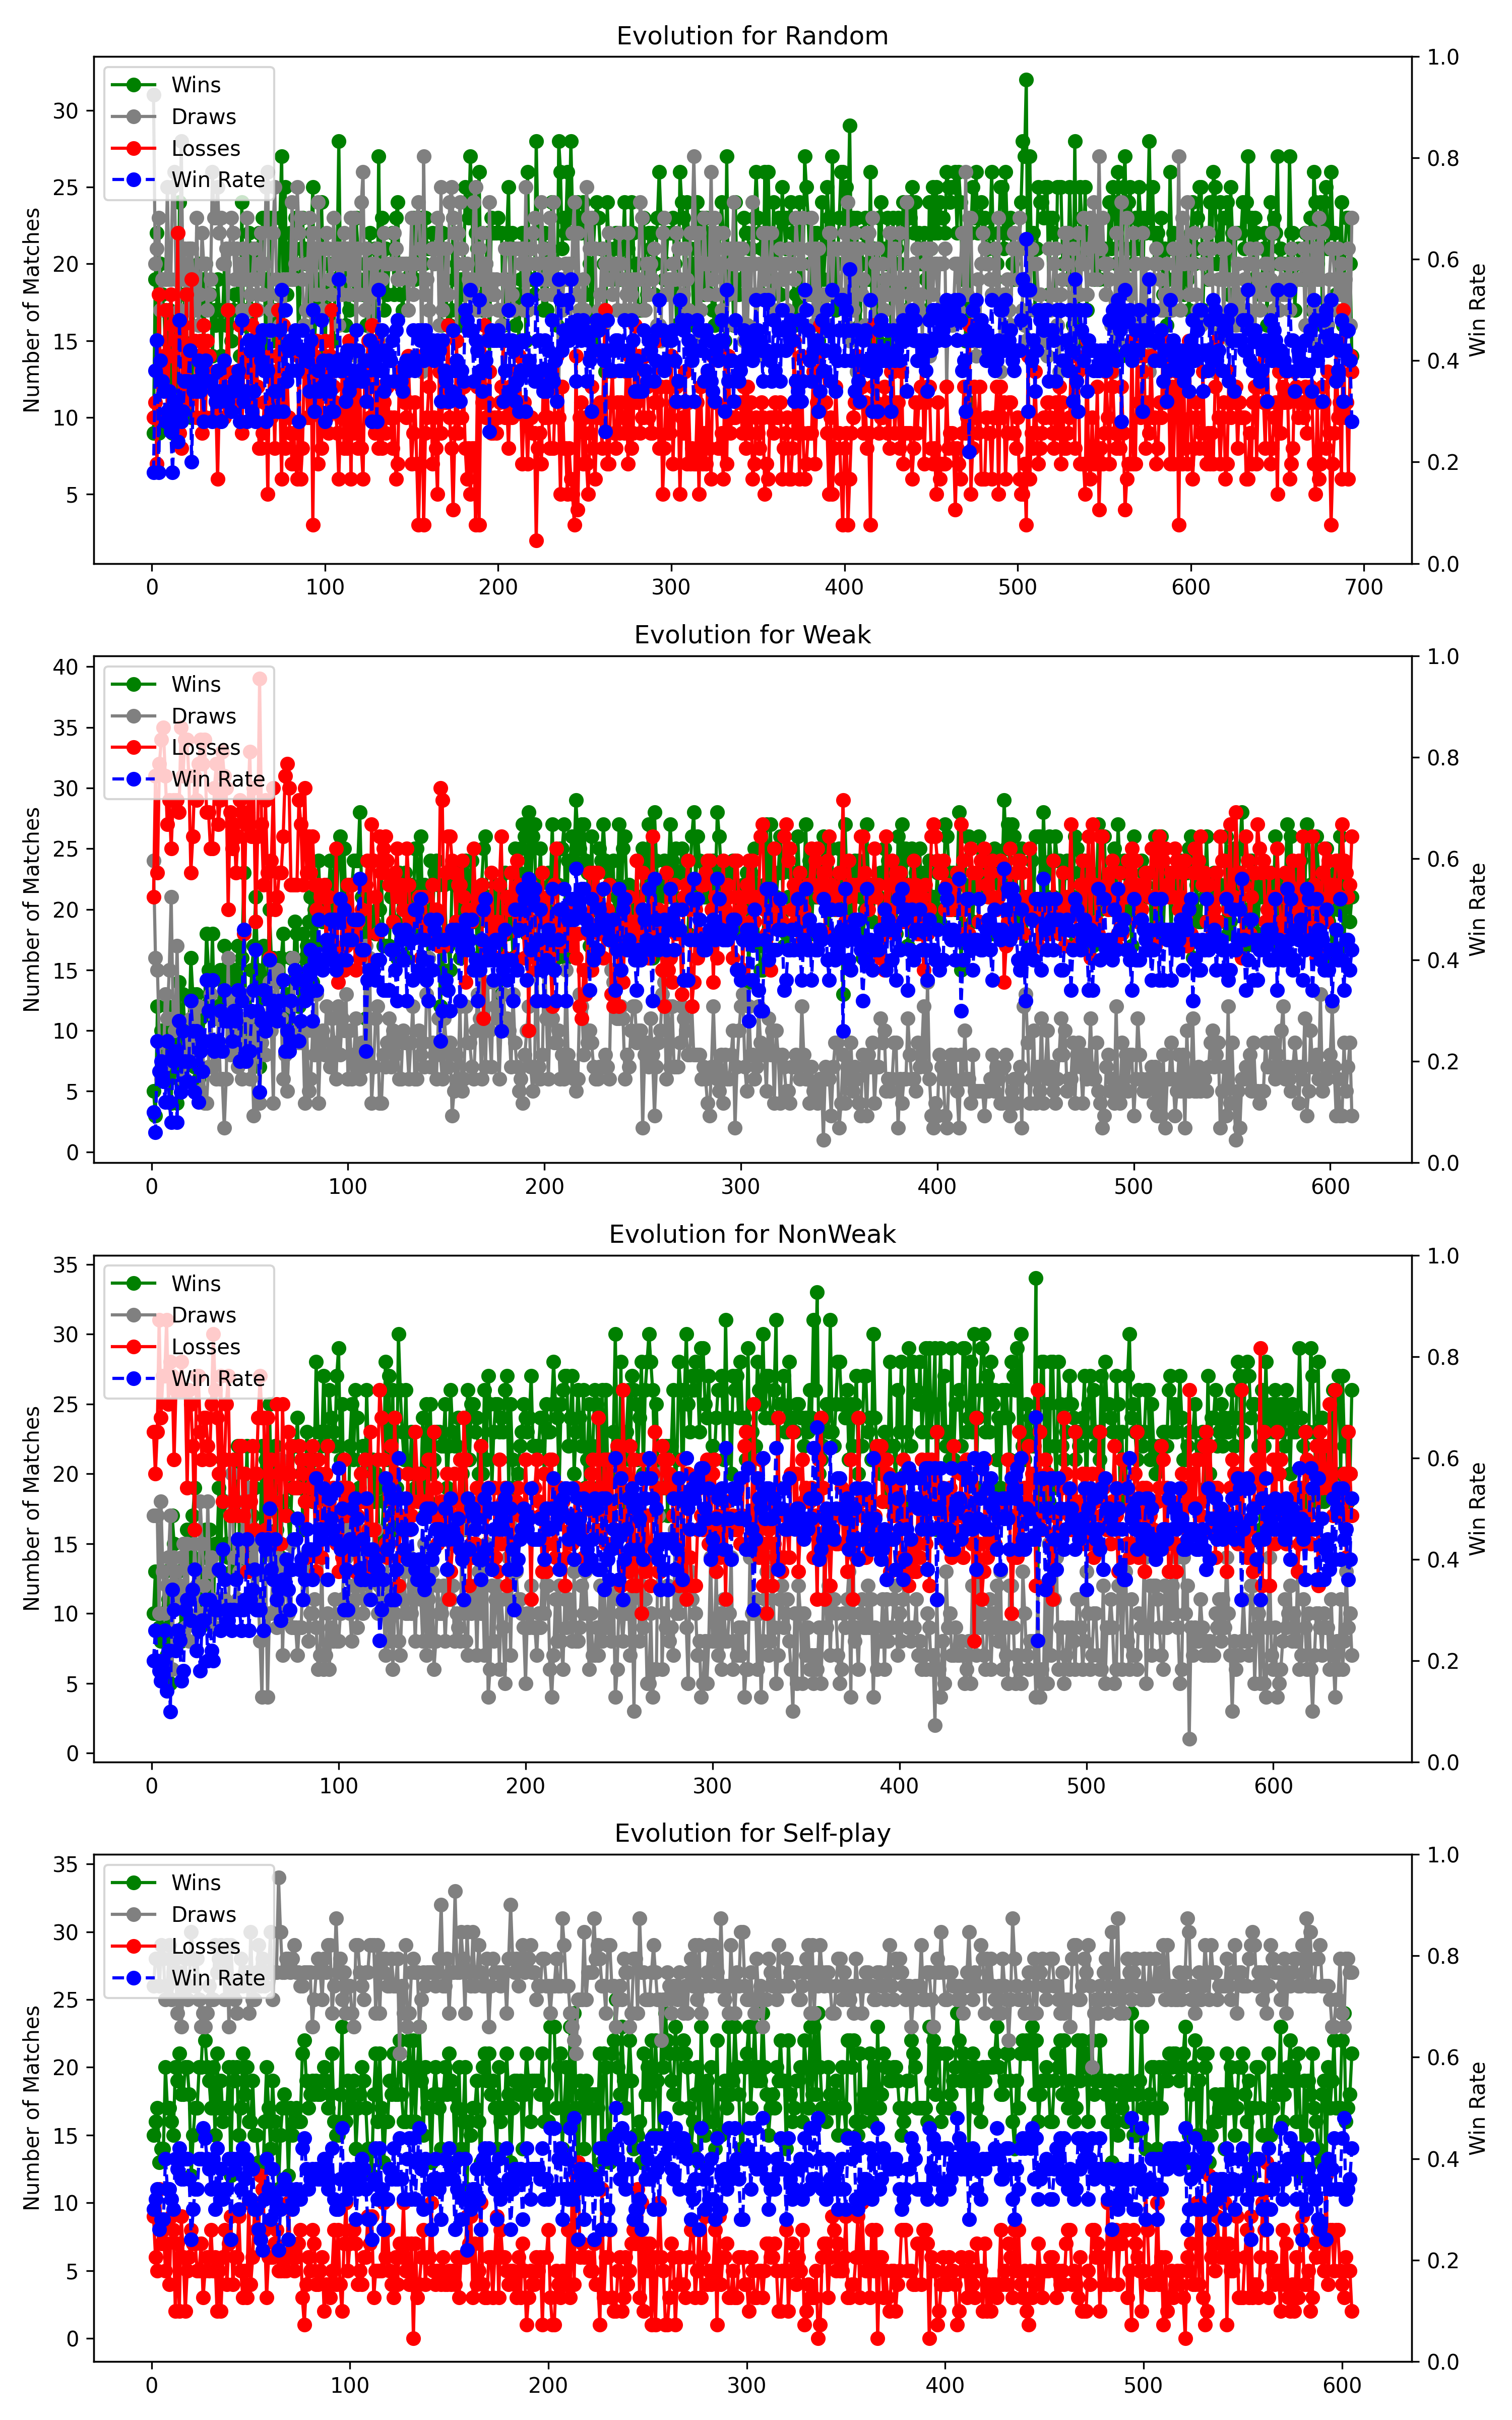 Evolution for Random
Wins
Draws
Losses
Win Rate
Number of Matches
Win Rate
30
25
20
15
10
5
1.0
0.8
0.6
0.4
0.2
0.0
0 100 200 300 400 500 600 700
Evolution for Weak
Wins
Draws
Losses
Win Rate
Number of Matches
Win Rate
40
35
30
25
20
15
10
5
0
1.0
0.8
0.6
0.4
0.2
0.0
0 100 200 300 400 500 600
Evolution for NonWeak
Wins
Draws
Losses
Win Rate
Number of Matches
Win Rate
35
30
25
20
15
10
5
0
1.0
0.8
0.6
0.4
0.2
0.0
0 100 200 300 400 500 600
Evolution for Self-play
Wins
Draws
Losses
Win Rate
Number of Matches
Win Rate
35
30
25
20
15
10
5
0
1.0
0.8
0.6
0.4
0.2
0.0
0 100 200 300 400 500 600